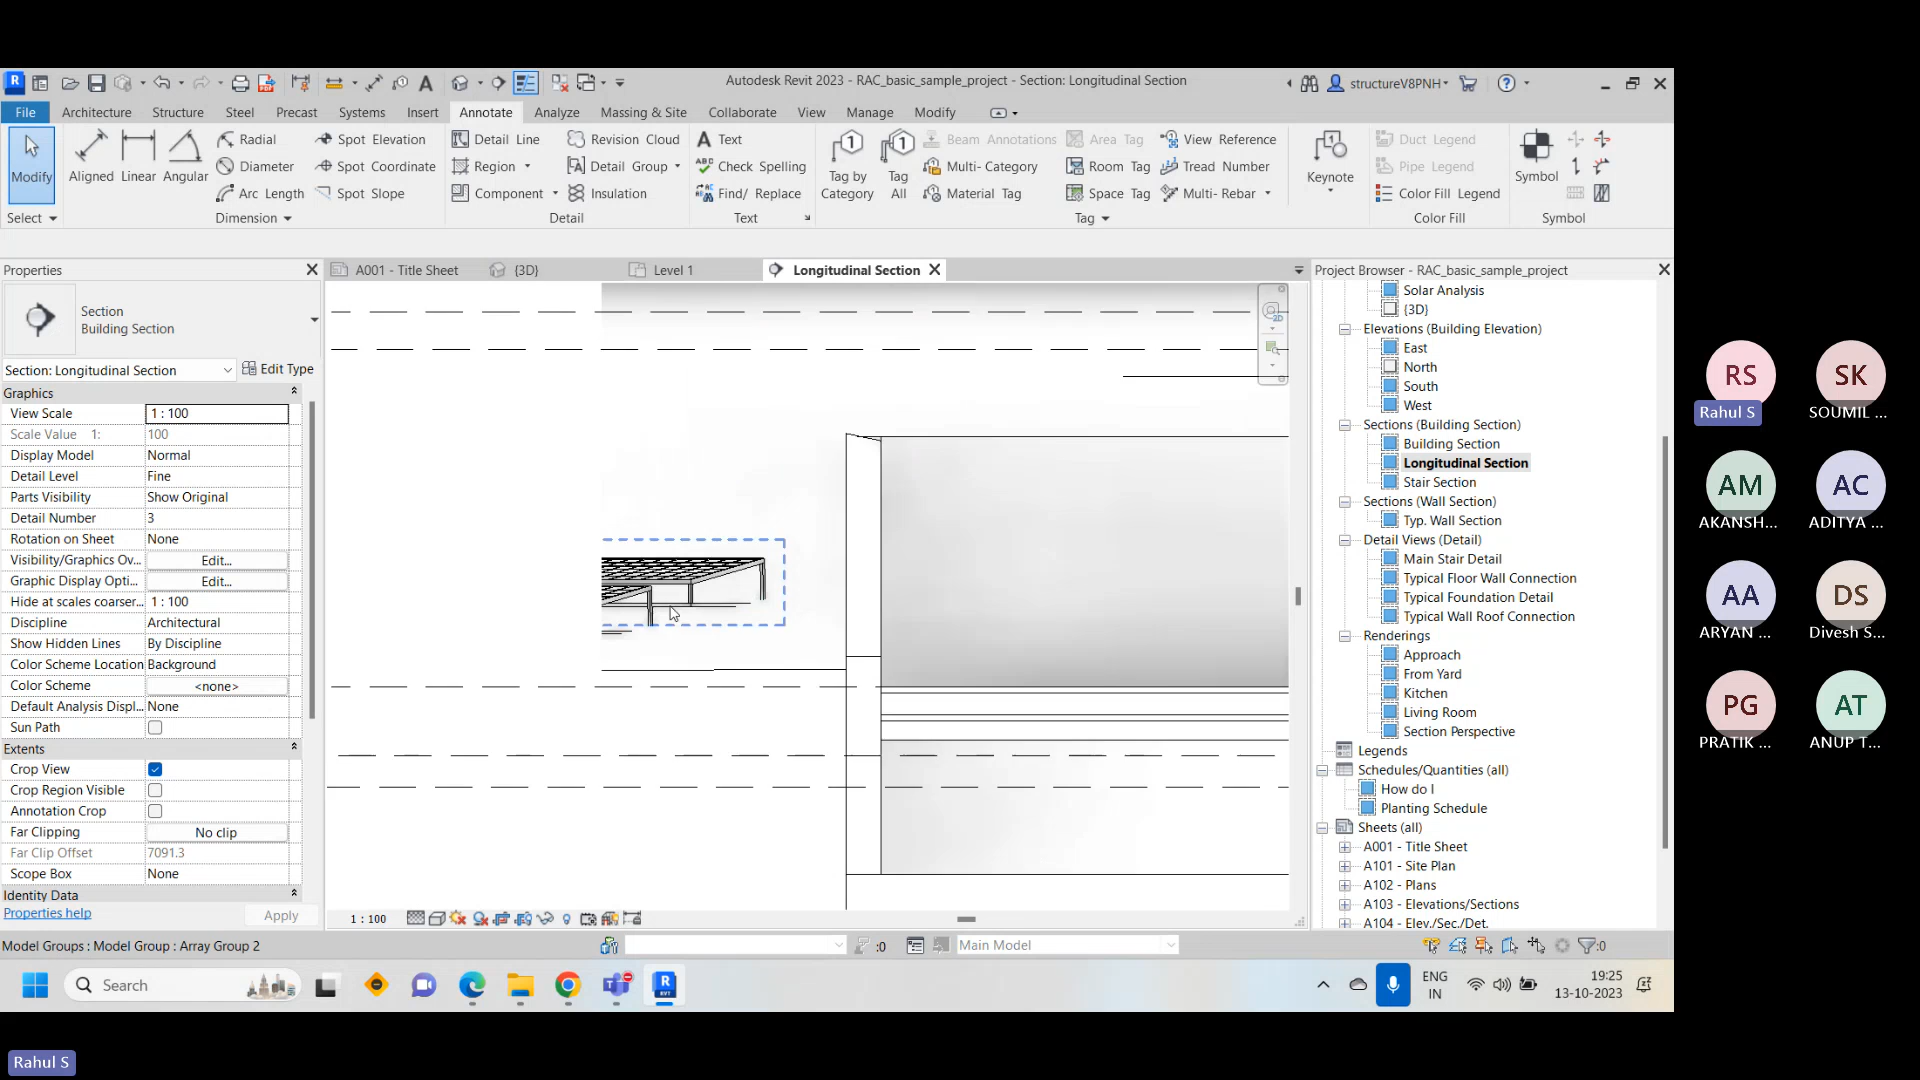 Autodesk Revit 2023 - RAC_basic_sample_project - Section: Longitudinal Section
structureV8PNH
File Architecture Structure Steel Precast Systems Insert Annotate Analyze Massing & Site Collaborate View Manage Modify
Modify
Select
Aligned Linear Angular
Radial
Diameter
Arc Length
Spot Elevation
Spot Coordinate
Spot Slope
Dimension
Detail Line
Region
Component
Revision Cloud
Detail Group
Insulation
Detail
Text
Check Spelling
Find/ Replace
Text
Tag by Category
Tag All
Beam Annotations
Multi- Category
Material Tag
Area Tag
Room Tag
Space Tag
View Reference
Tread Number
Multi- Rebar
Tag
Keynote
Duct Legend
Pipe Legend
Color Fill Legend
Color Fill
Symbol
Symbol
Properties
Section
Building Section
Section: Longitudinal Section Edit Type
Graphics
View Scale 1 : 100
Scale Value 1: 100
Display Model Normal
Detail Level Fine
Parts Visibility Show Original
Detail Number 3
Rotation on Sheet None
Visibility/Graphics Ov... Edit...
Graphic Display Opti... Edit...
Hide at scales coarser... 1 : 100
Discipline Architectural
Show Hidden Lines By Discipline
Color Scheme Location Background
Color Scheme <none>
Default Analysis Displ... None
Sun Path
Extents
Crop View
Crop Region Visible
Annotation Crop
Far Clipping No clip
Far Clip Offset 7091.3
Scope Box None
Identity Data
Properties help Apply
A001 - Title Sheet {3D} Level 1 Longitudinal Section
2D
1 : 100
Project Browser - RAC_basic_sample_project
Solar Analysis
{3D}
Elevations (Building Elevation)
East
North
South
West
Sections (Building Section)
Building Section
Longitudinal Section
Stair Section
Sections (Wall Section)
Typ. Wall Section
Detail Views (Detail)
Main Stair Detail
Typical Floor Wall Connection
Typical Foundation Detail
Typical Wall Roof Connection
Renderings
Approach
From Yard
Kitchen
Living Room
Section Perspective
Legends
Schedules/Quantities (all)
How do I
Planting Schedule
Sheets (all)
A001 - Title Sheet
A101 - Site Plan
A102 - Plans
A103 - Elevations/Sections
A104 - Elev./Sec./Det.
Model Groups : Model Group : Array Group 2
:0
Main Model
:0
Search
ENG
IN
19:25
13-10-2023
RS
Rahul S
SK
SOUMIL ...
AM
AKANSH...
AC
ADITYA ...
AA
ARYAN ...
DS
Divesh S...
PG
PRATIK ...
AT
ANUP T...
Rahul S